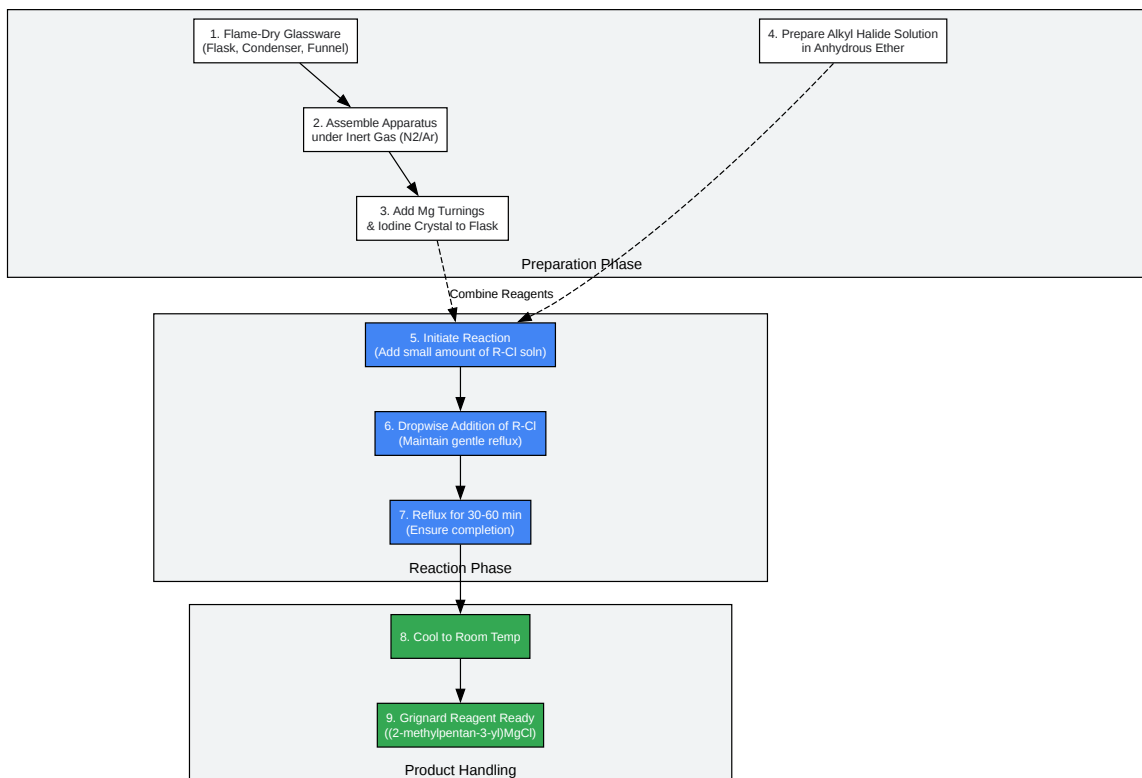 1. Flame-Dry Glassware
(Flask, Condenser, Funnel)
4. Prepare Alkyl Halide Solution
in Anhydrous Ether
2. Assemble Apparatus
under Inert Gas (N2/Ar)
3. Add Mg Turnings
& Iodine Crystal to Flask
Preparation Phase
Combine Reagents
5. Initiate Reaction
(Add small amount of R-Cl soln)
6. Dropwise Addition of R-Cl
(Maintain gentle reflux)
7. Reflux for 30-60 min
(Ensure completion)
Reaction Phase
8. Cool to Room Temp
9. Grignard Reagent Ready
((2-methylpentan-3-yl)MgCl)
Product Handling